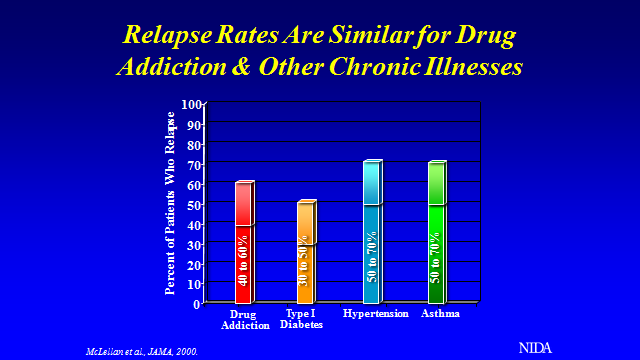 Relapse Rates Are Similar for Drug
Addiction & Other Chronic Illnesses
Percent of Patients Who Relapse
100
90
80
70
60
50
40
30
20
10
0
40 to 60%
30 to 50%
50 to 70%
50 to 70%
Drug
Addiction
Type I
Diabetes
Hypertension
Asthma
McLellan et al., JAMA, 2000.
NIDA